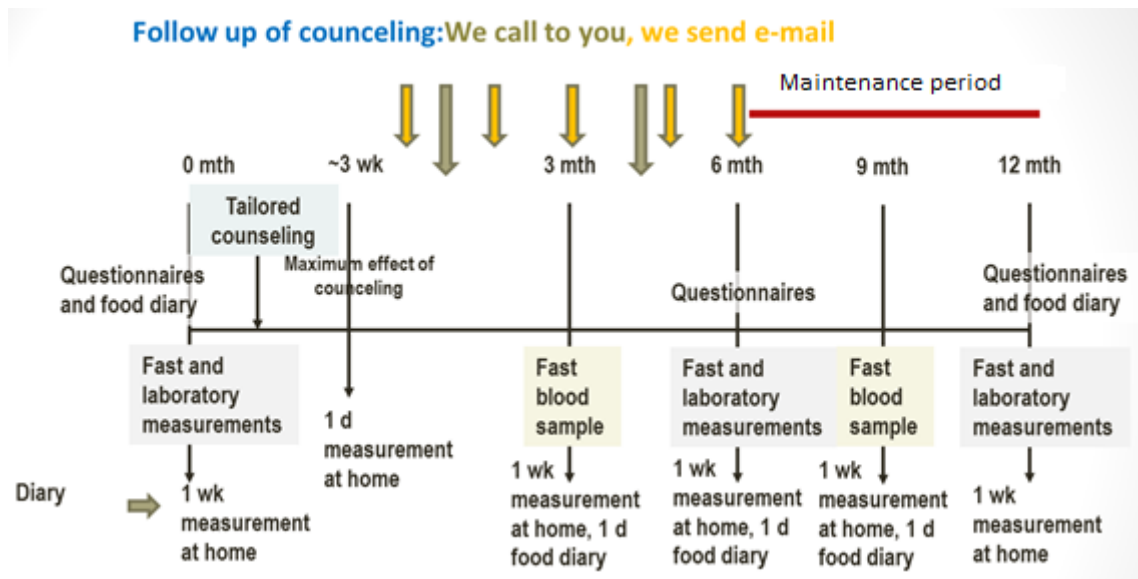 Follow up of counceling:We call to you, we send e-mail
Maintenance period
0 mth
~3 wk
3 mth
6 mth
9 mth
12 mth
Tailored
counseling
Maximum effect of
counceling
Questionnaires
and food diary
Questionnaires
Questionnaires
and food diary
Fast and
laboratory
measurements
1 d
measurement
at home
Fast
blood
sample
Fast and
laboratory
measurements
Fast
blood
sample
Fast and
laboratory
measurements
Diary
1 wk
measurement
at home
1 wk
measurement
at home, 1 d
food diary
1 wk
measurement
at home, 1 d
food diary
1 wk
measurement
at home, 1 d
food diary
1 wk
measurement
at home